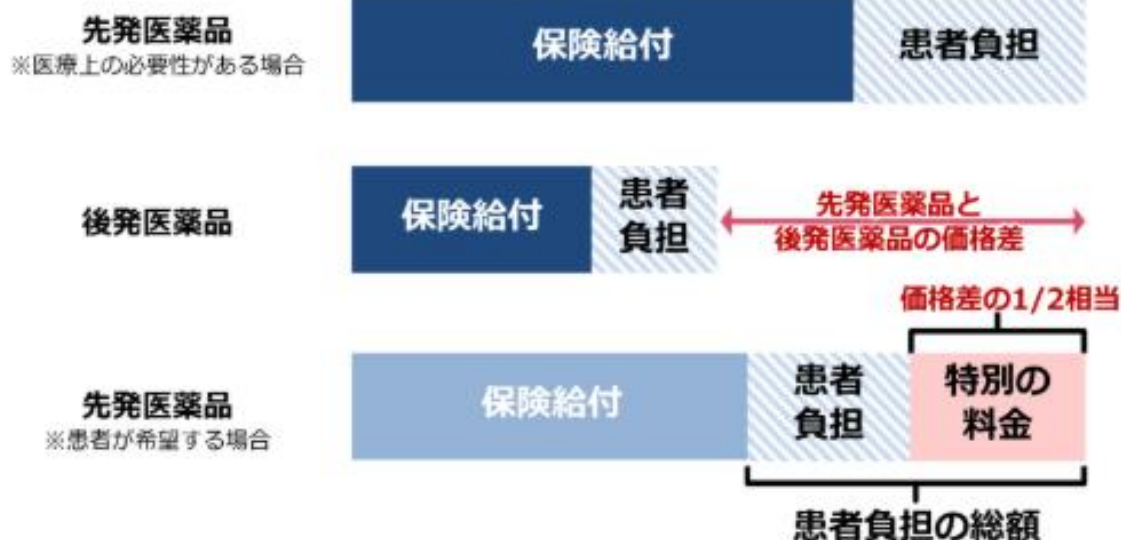 先発医薬品
※医療上の必要性がある場合
保険給付
患者負担
後発医薬品
保険給付
患者
負担
先発医薬品と
後発医薬品の価格差
価格差の1/2相当
先発医薬品
※患者が希望する場合
保険給付
患者
負担
特別の
料金
患者負担の総額